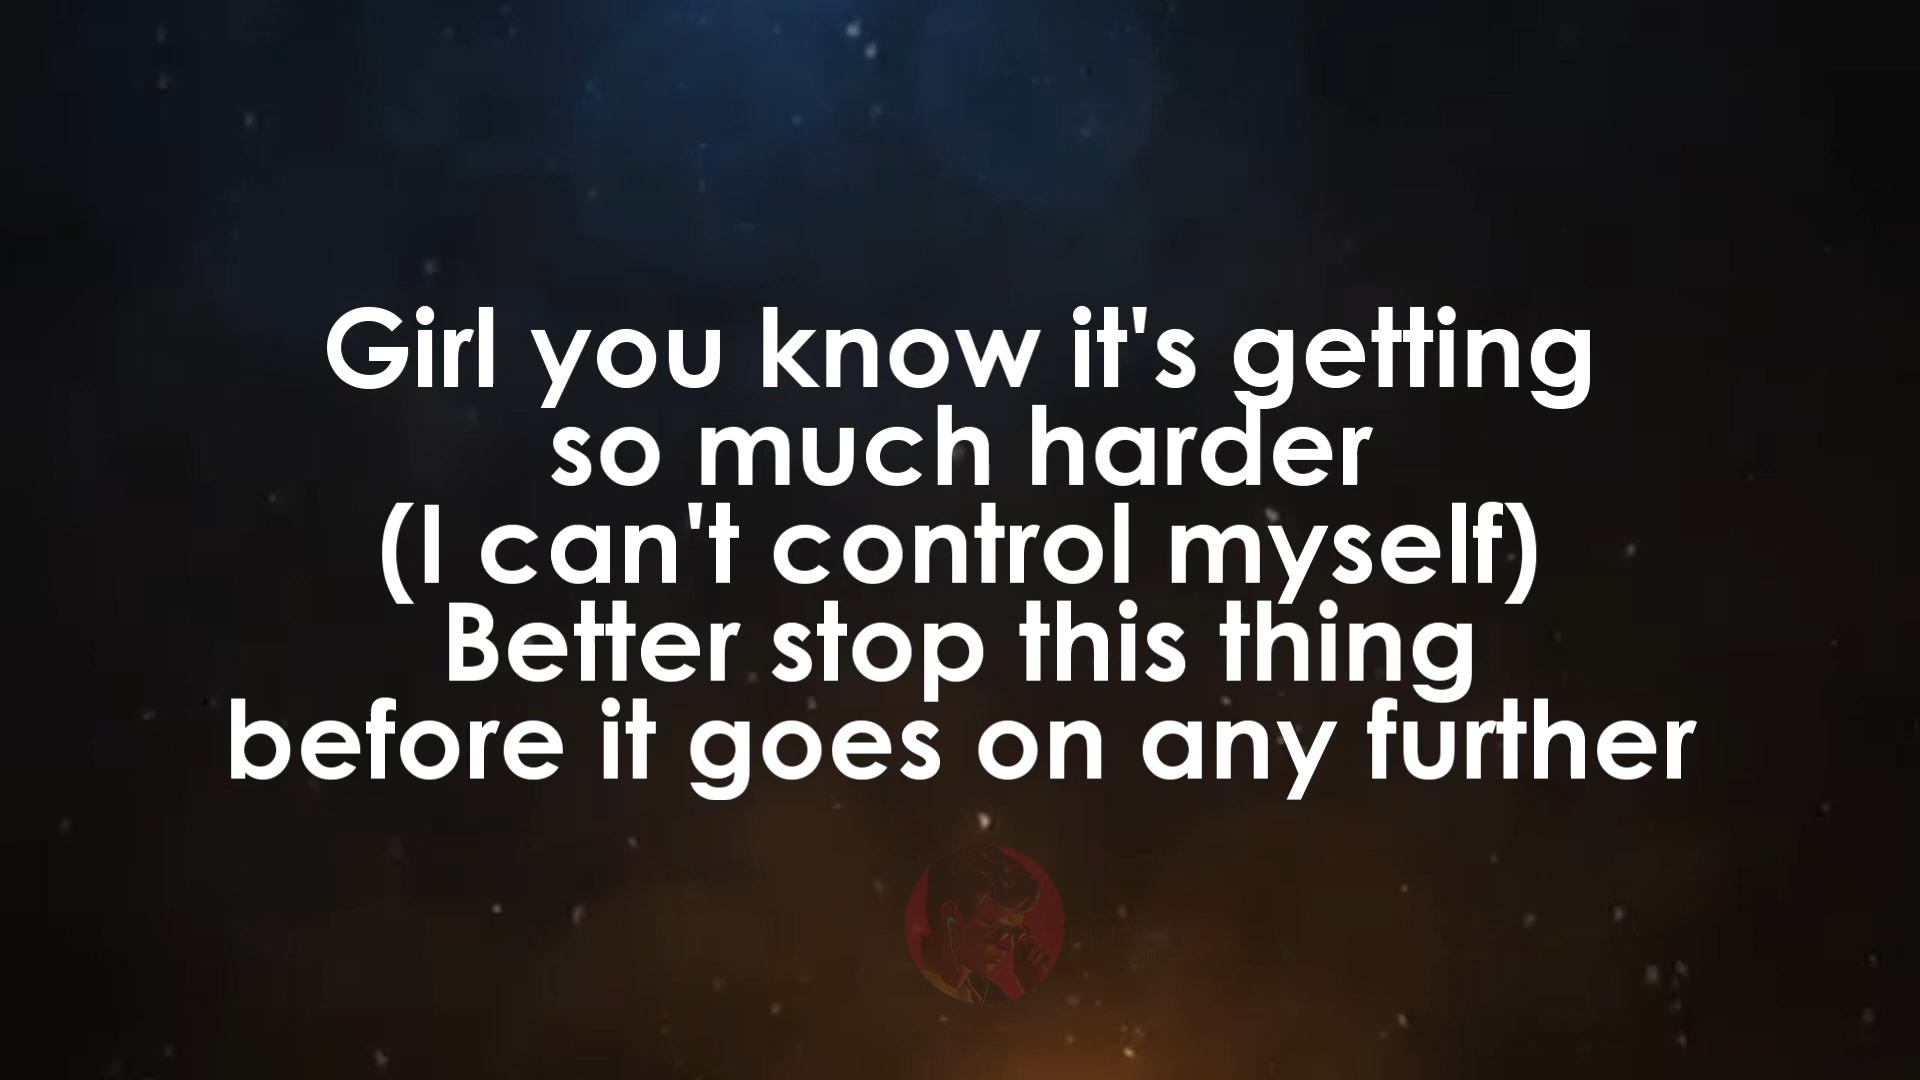 Girl you know it's getting
so much harder
(I can't control myself)
Better stop this thing
before it goes on any further